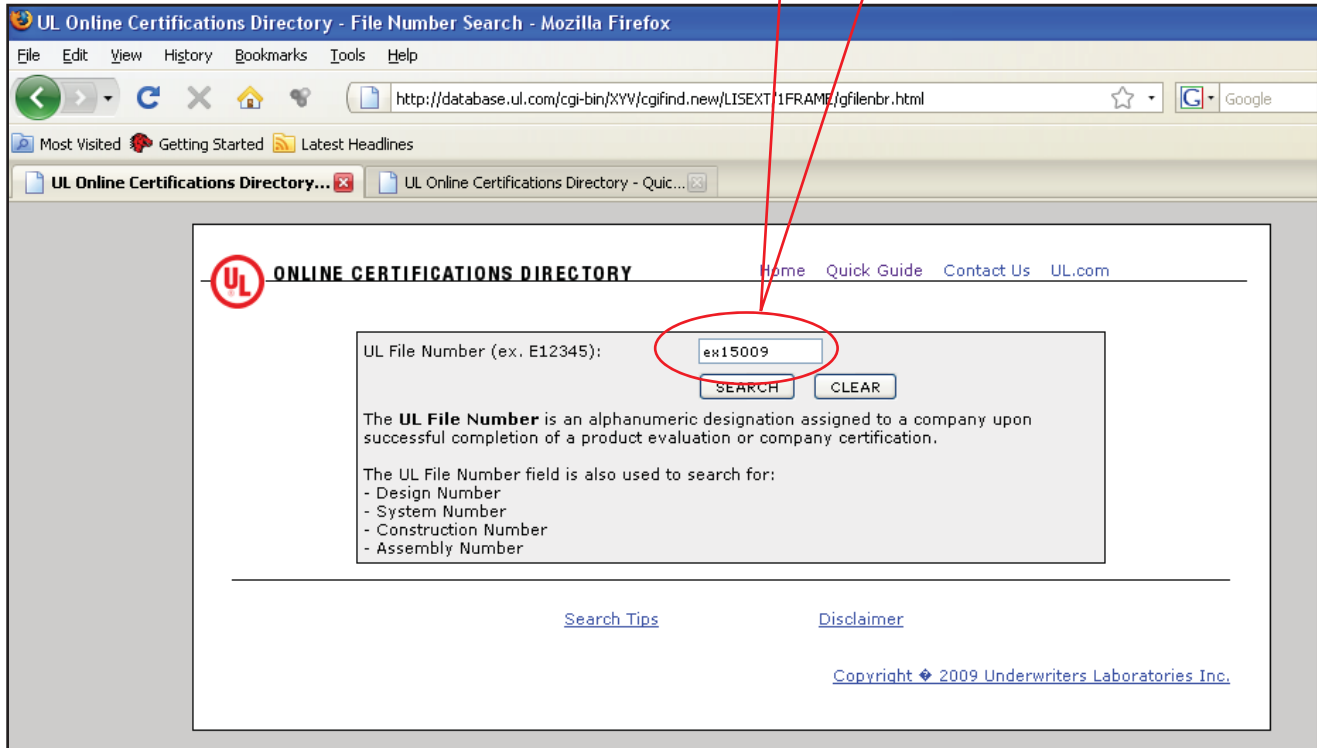 UL Online Certifications Directory - File Number Search - Mozilla Firefox
File Edit View History Bookmarks Tools Help
http://database.ul.com/cgi-bin/XYV/cgifind.new/LISEXT/1FRAME/gfilenbr.html
G Google
Most Visited Getting Started Latest Headlines
UL Online Certifications Directory... UL Online Certifications Directory - Quic...
UL ® ONLINE CERTIFICATIONS DIRECTORY Home Quick Guide Contact Us UL.com
UL File Number (ex. E12345): ex15009
SEARCH CLEAR
The UL File Number is an alphanumeric designation assigned to a company upon
successful completion of a product evaluation or company certification.
The UL File Number field is also used to search for:
- Design Number
- System Number
- Construction Number
- Assembly Number
Search Tips Disclaimer
Copyright � 2009 Underwriters Laboratories Inc.